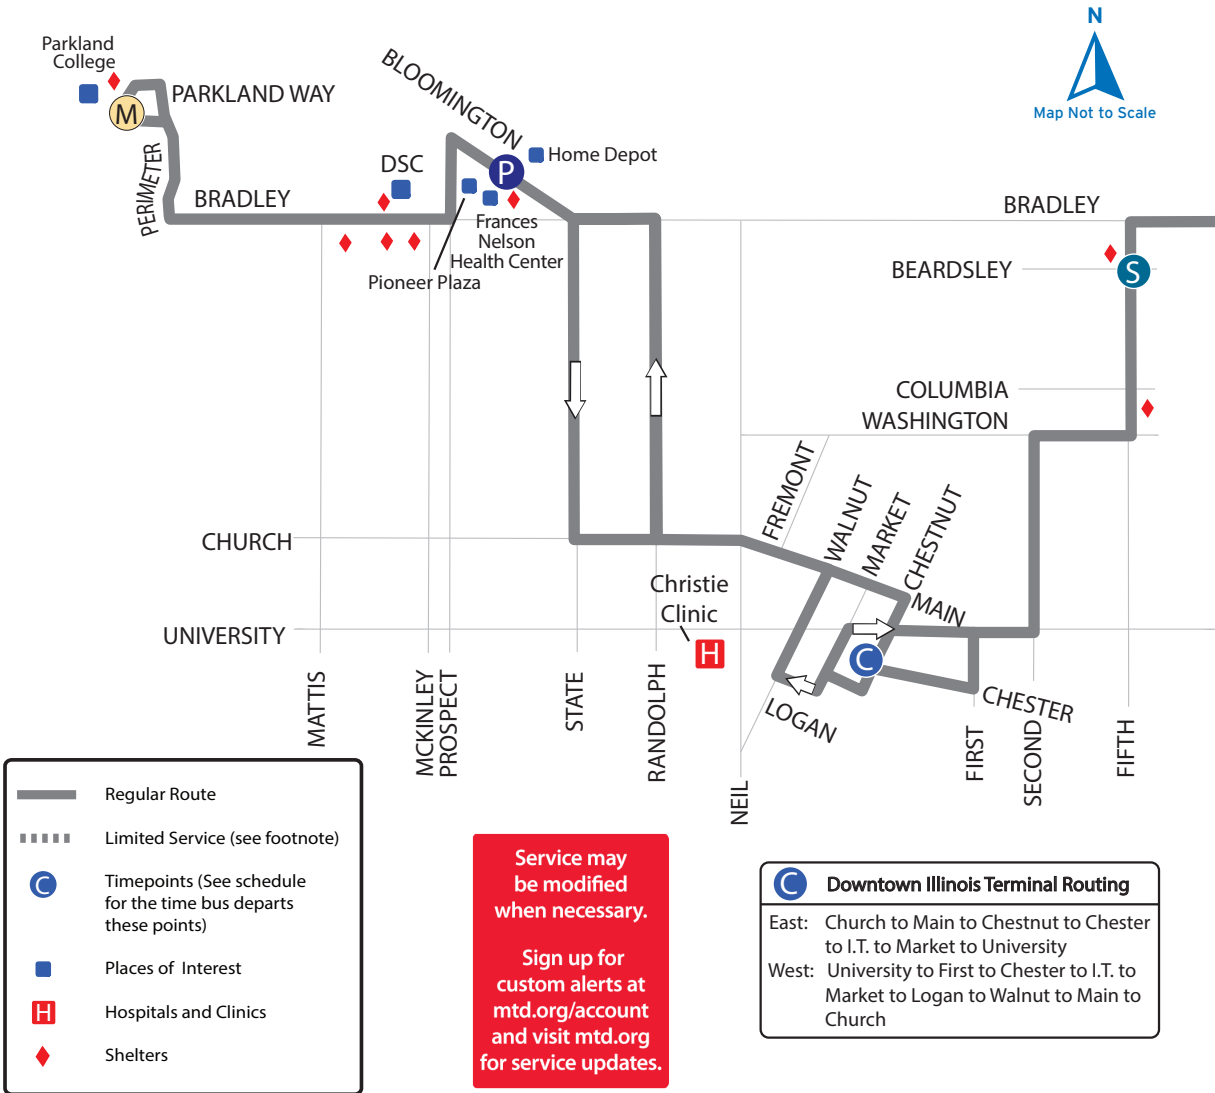 N
Map Not to Scale
Parkland
College
M
PARKLAND WAY
BLOOMINGTON
PERIMETER
DSC
BRADLEY
P
Home Depot
Frances
Nelson
Health Center
Pioneer Plaza
BRADLEY
BEARDSLEY
S
COLUMBIA
WASHINGTON
FREMONT
WALNUT
MARKET
CHESTNUT
CHURCH
MAIN
Christie
Clinic
H
UNIVERSITY
C
CHESTER
LOGAN
MATTIS
MCKINLEY
PROSPECT
STATE
RANDOLPH
NEIL
FIRST
SECOND
FIFTH
Regular Route
Limited Service (see footnote)
C
Timepoints (See schedule
for the time bus departs
these points)
Places of Interest
H
Hospitals and Clinics
Shelters
Service may
be modified
when necessary.
Sign up for
custom alerts at
mtd.org/account
and visit mtd.org
for service updates.
C Downtown Illinois Terminal Routing
East: Church to Main to Chestnut to Chester
to I.T. to Market to University
West: University to First to Chester to I.T. to
Market to Logan to Walnut to Main to
Church